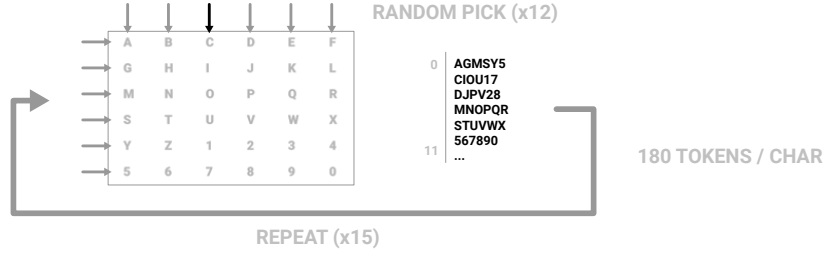 RANDOM PICK (x12)
A B C D E F
G H I J K L
M N O P Q R
S T U V W X
Y Z 1 2 3 4
5 6 7 8 9 0
0 AGMSY5
CIOU17
DJPV28
MNOPQR
STUVWX
567890
11 ...
180 TOKENS / CHAR
REPEAT (x15)